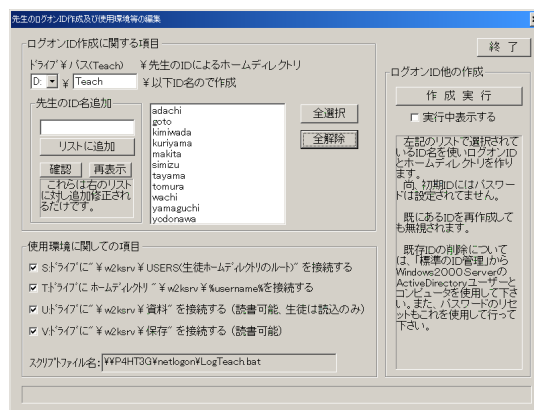 先生のログオンID作成及び使用環境等の編集
ログオンID作成に関する項目
ドライブ¥パス(Teach) ¥先生のIDによるホームディレクトリ
D: ¥ Teach ¥以下ID名ので作成
先生のID名追加
リストに追加
確認 再表示
これらは右のリスト
に対し追加修正され
るだけです。
adachi
goto
kimiwada
kuriyama
makita
simizu
tayama
tomura
wachi
yamaguchi
yodonawa
全選択
全解除
使用環境に関しての項目
Sドライブに"¥w2ksrv¥USERS(生徒ホームディレクトリのルート)"を接続する
Tドライブに ホームディレクトリ "¥w2ksrv¥%username%を接続する
Uドライブに"¥w2ksrv¥資料"を接続する(読書可能、生徒は読込のみ)
Vドライブに"¥w2ksrv¥保存"を接続する(読書可能)
スクリプトファイル名: ¥¥P4HT3G¥netlogon¥LogTeach.bat
終了
ログオンID他の作成
作成実行
実行中表示する
左記のリストで選択されて
いるID名を使いログオンID
とホームディレクトリを作り
ます。
尚、初期IDにはパスワー
ドは設定されてません。
既にあるIDを再作成して
も無視されます。
既存IDの削除について
は、「標準のID管理」から
Windows2000Serverの
ActiveDirectoryユーザーと
コンピュータを使用して下さ
い。また、パスワードのリセ
ットもこれを使用して行って
下さい。